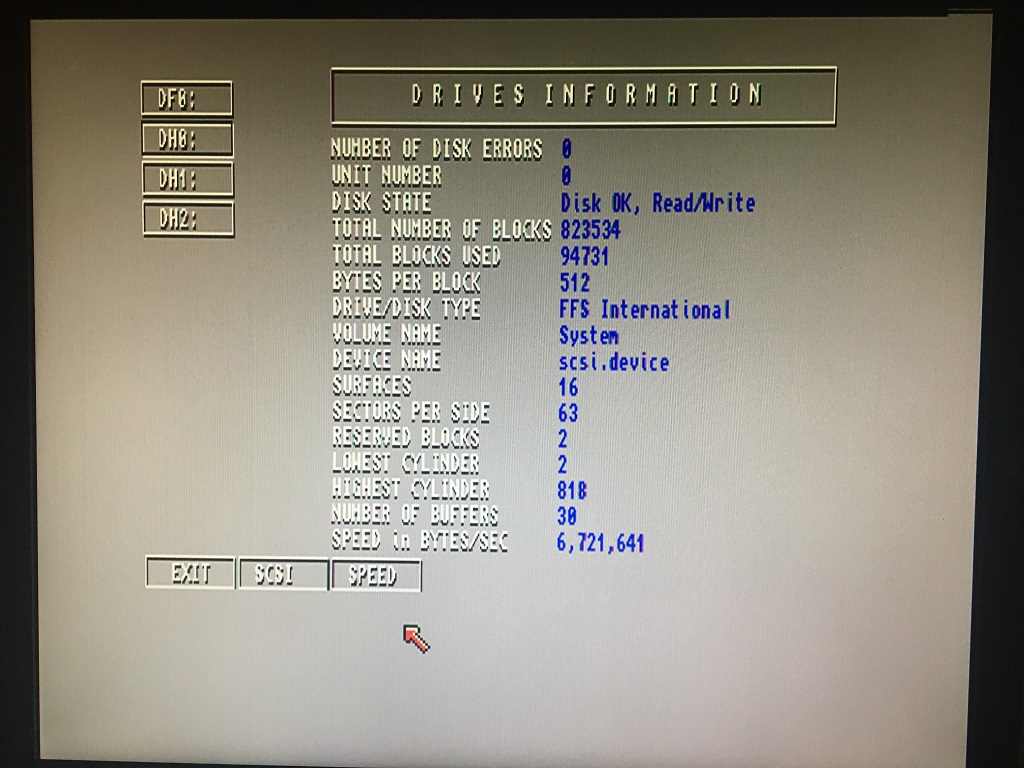 DRIVES INFORMATION
DF0:
DH0:
DH1:
DH2:
NUMBER OF DISK ERRORS 0
UNIT NUMBER 0
DISK STATE Disk OK, Read/Write
TOTAL NUMBER OF BLOCKS 823534
TOTAL BLOCKS USED 94731
BYTES PER BLOCK 512
DRIVE/DISK TYPE FFS International
VOLUME NAME System
DEVICE NAME scsi.device
SURFACES 16
SECTORS PER SIDE 63
RESERVED BLOCKS 2
LOWEST CYLINDER 2
HIGHEST CYLINDER 818
NUMBER OF BUFFERS 30
SPEED in BYTES/SEC 6,721,641
EXIT SCSI SPEED